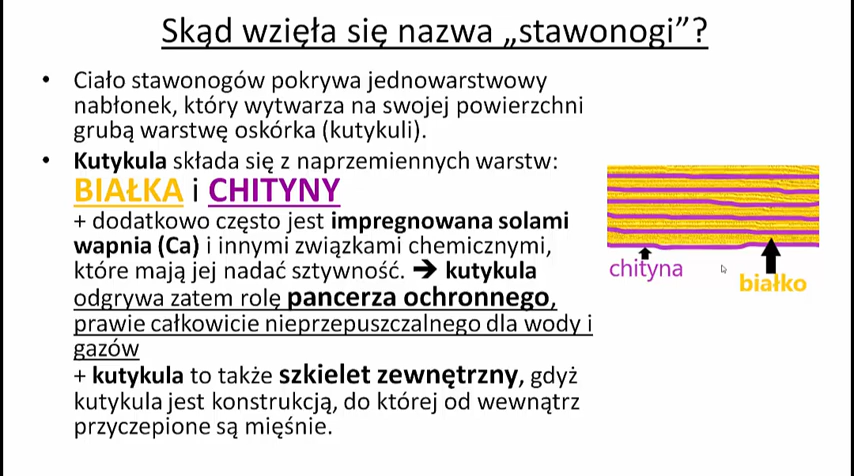 Skąd wzięła się nazwa „stawonogi”?
• Ciało stawonogów pokrywa jednowarstwowy
nabłonek, który wytwarza na swojej powierzchni
grubą warstwę oskórka (kutykuli).
• Kutykula składa się z naprzemiennych warstw:
BIAŁKA i CHITYNY
+ dodatkowo często jest impregnowana solami
wapnia (Ca) i innymi związkami chemicznymi,
które mają jej nadać sztywność. ➔ kutykula
odgrywa zatem rolę pancerza ochronnego,
prawie całkowicie nieprzepuszczalnego dla wody i
gazów
+ kutykula to także szkielet zewnętrzny, gdyż
kutykula jest konstrukcją, do której od wewnątrz
przyczepione są mięśnie.
chityna
białko